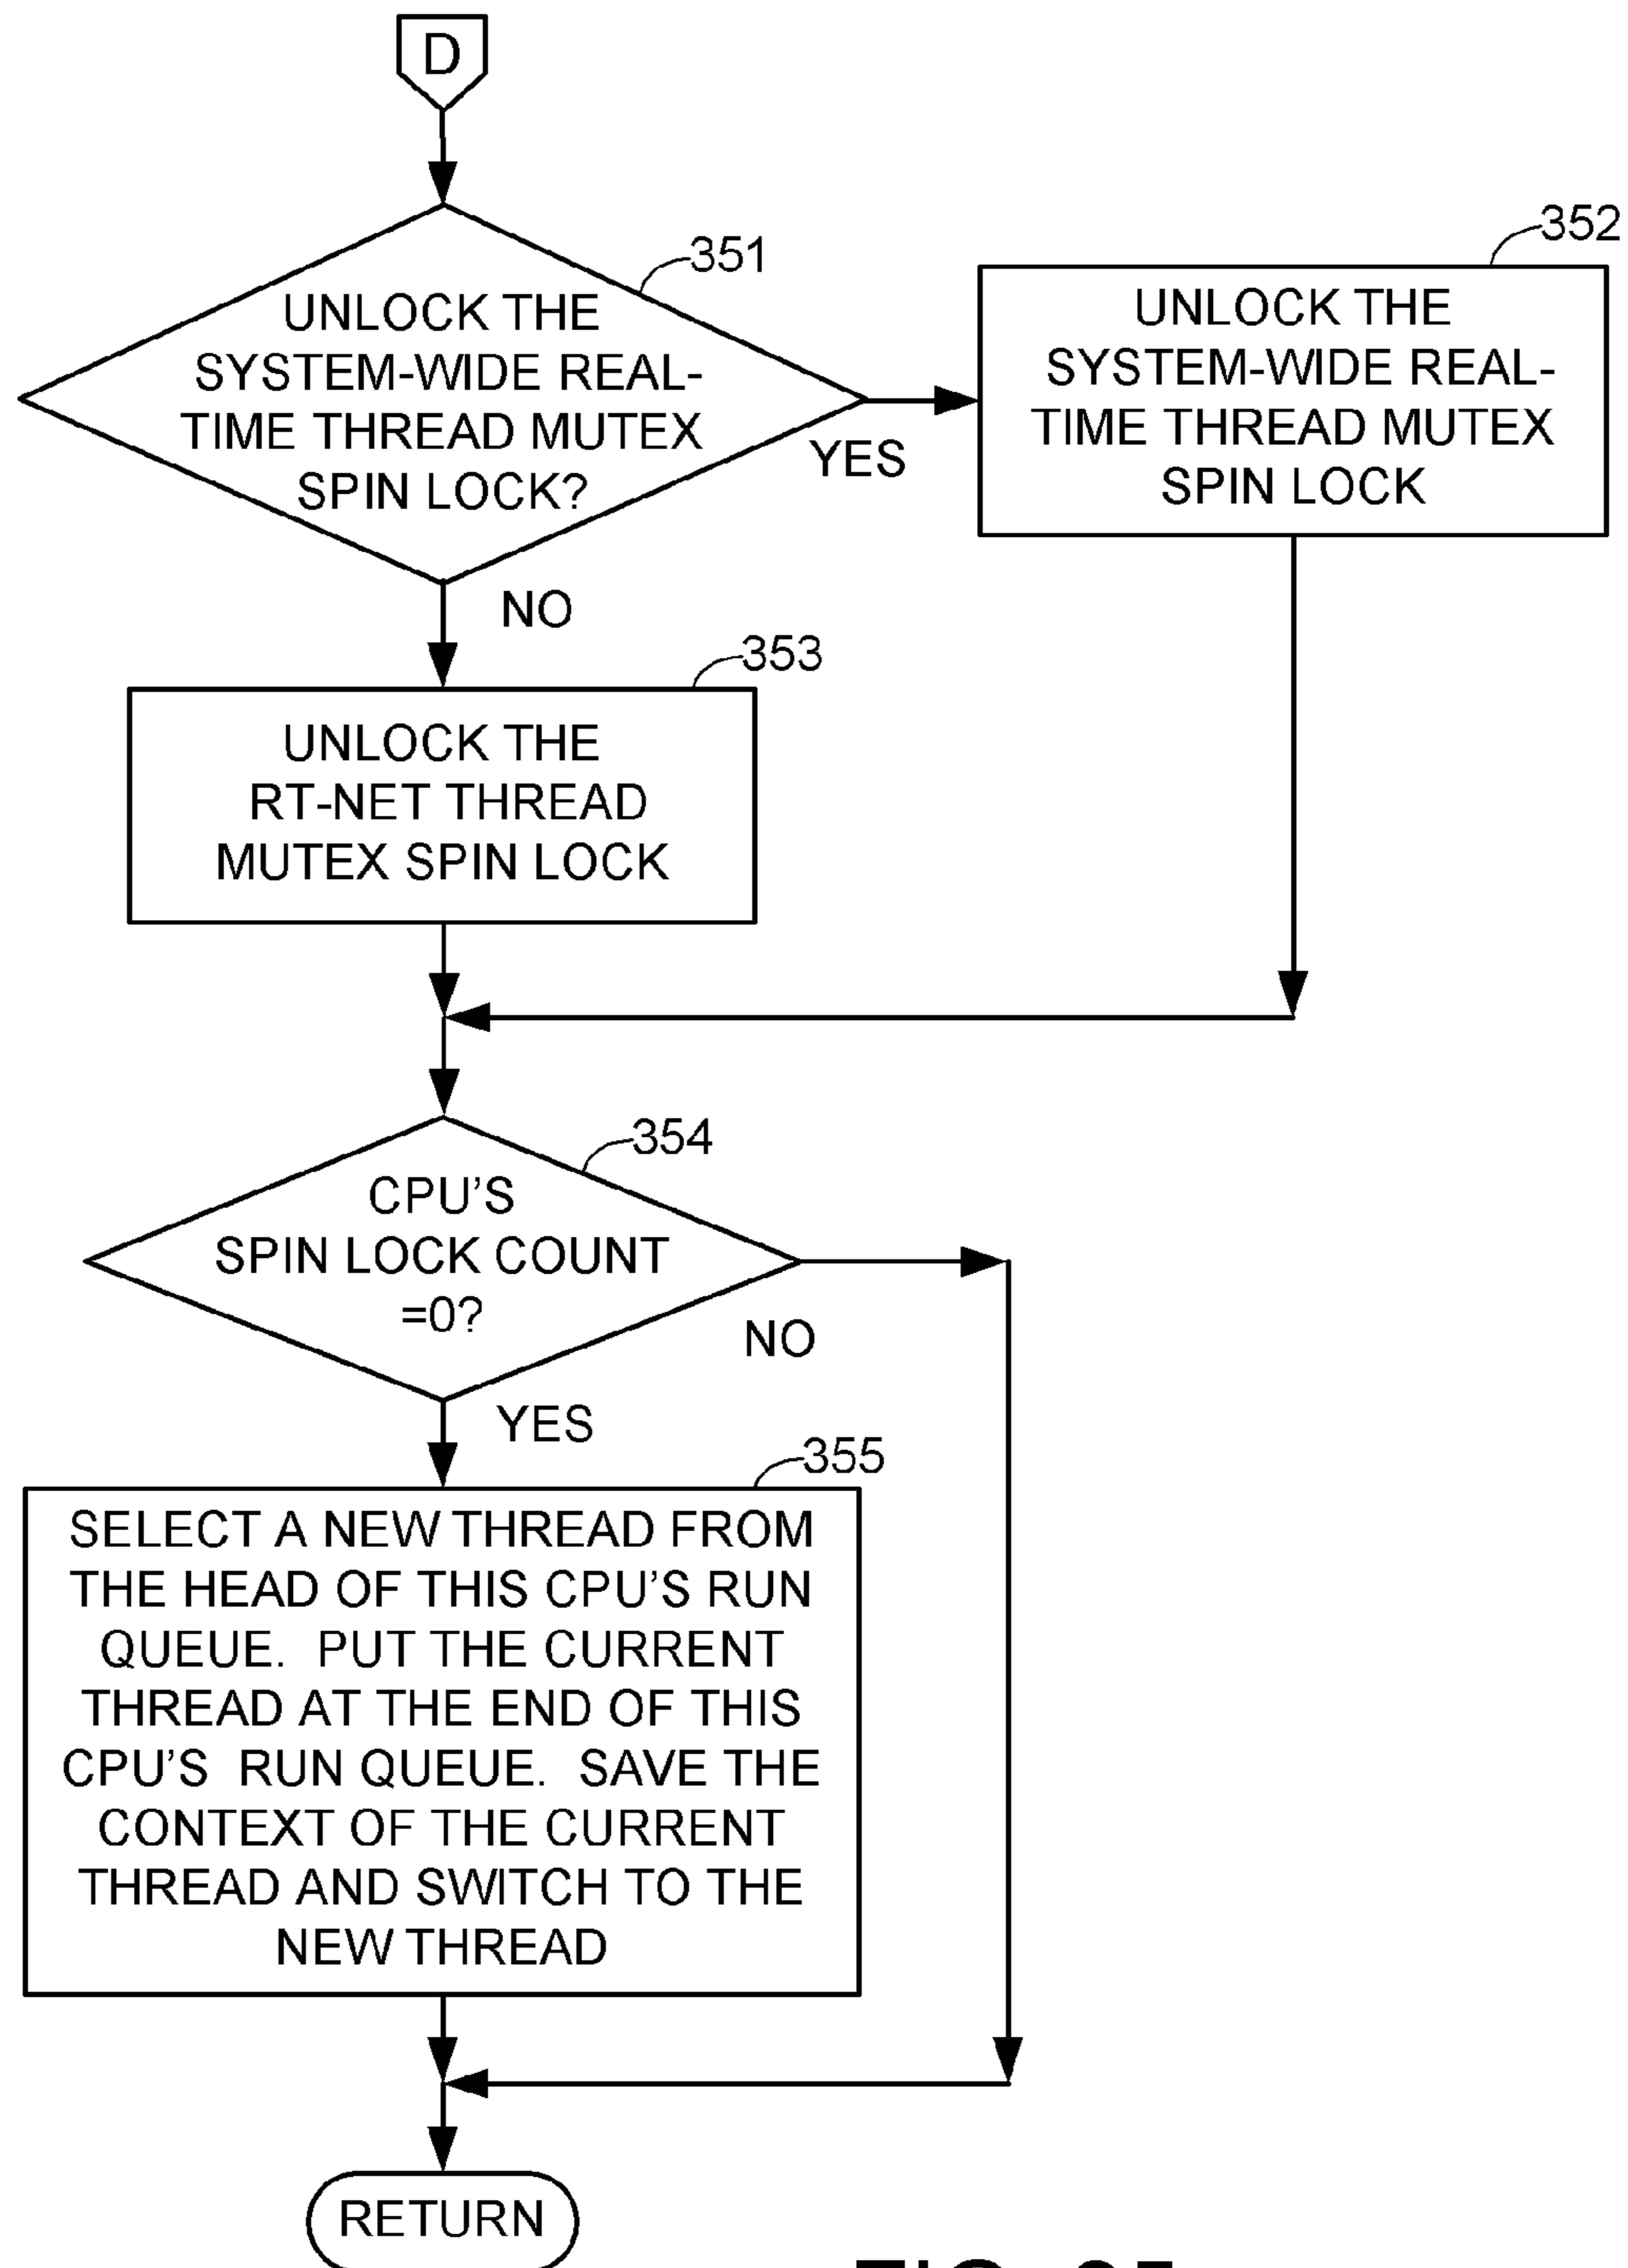 D
351
UNLOCK THE
SYSTEM-WIDE REAL-
TIME THREAD MUTEX
SPIN LOCK?
YES
352
UNLOCK THE
SYSTEM-WIDE REAL-
TIME THREAD MUTEX
SPIN LOCK
NO
353
UNLOCK THE
RT-NET THREAD
MUTEX SPIN LOCK
354
CPU'S
SPIN LOCK COUNT
=0?
NO
YES
355
SELECT A NEW THREAD FROM
THE HEAD OF THIS CPU'S RUN
QUEUE. PUT THE CURRENT
THREAD AT THE END OF THIS
CPU'S RUN QUEUE. SAVE THE
CONTEXT OF THE CURRENT
THREAD AND SWITCH TO THE
NEW THREAD
RETURN